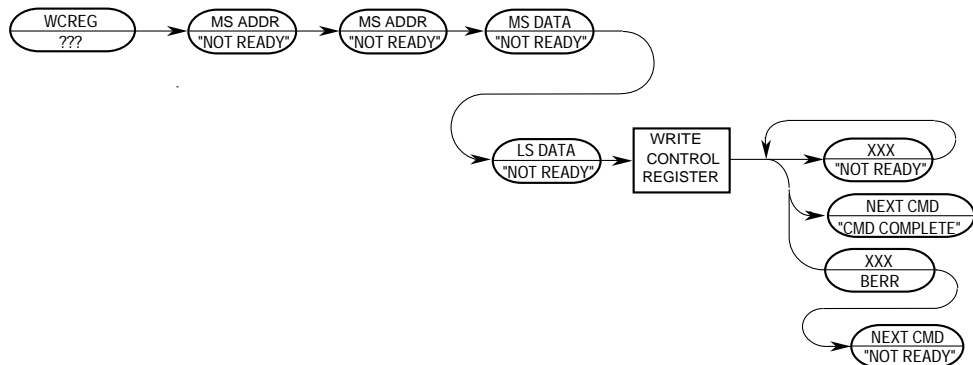 WCREG
???
MS ADDR
"NOT READY"
MS ADDR
"NOT READY"
MS DATA
"NOT READY"
LS DATA
"NOT READY"
WRITE
CONTROL
REGISTER
XXX
"NOT READY"
NEXT CMD
"CMD COMPLETE"
XXX
BERR
NEXT CMD
"NOT READY"